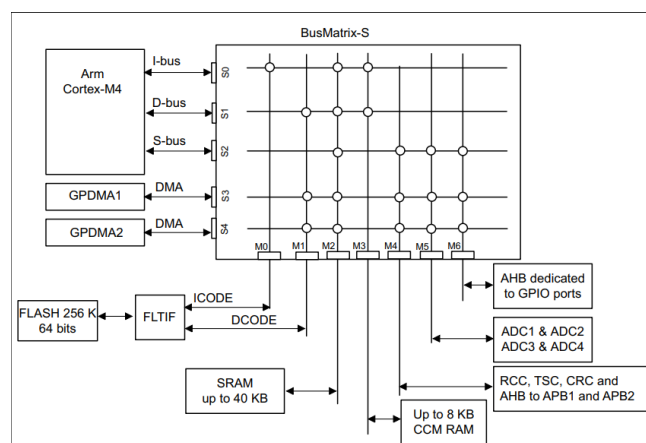 BusMatrix-S
Arm
Cortex-M4
I-bus
D-bus
S-bus
GPDMA1
DMA
GPDMA2
DMA
S0
S1
S2
S3
S4
M0
M1
M2
M3
M4
M5
M6
FLASH 256 K
64 bits
FLTIF
ICODE
DCODE
AHB dedicated
to GPIO ports
ADC1 & ADC2
ADC3 & ADC4
SRAM
up to 40 KB
RCC, TSC, CRC and
AHB to APB1 and APB2
Up to 8 KB
CCM RAM